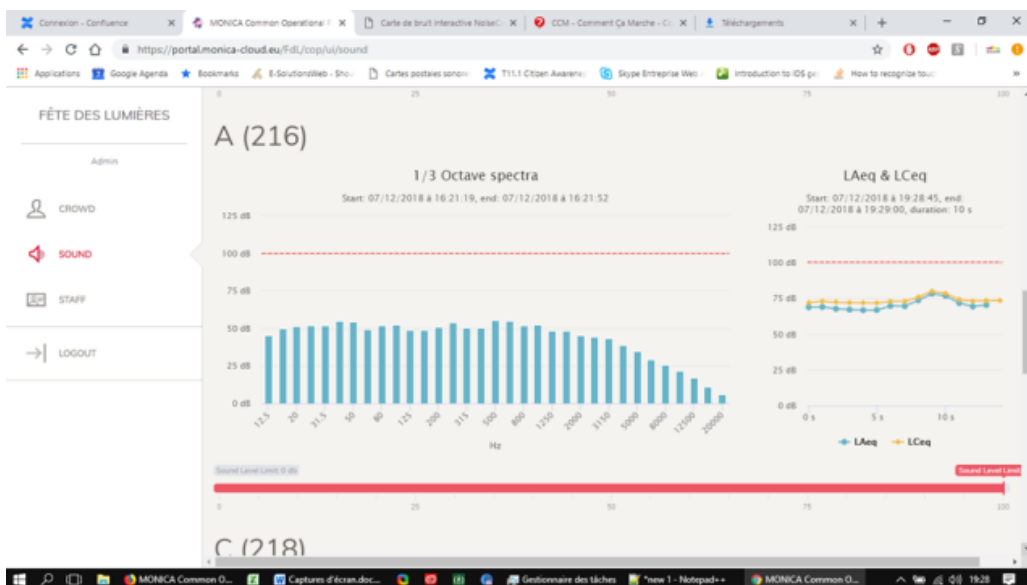 Connexion - Confluence
MONICA Common Operational P
Carte de bruit interactive NoiseC
CCM - Comment Ça Marche - C
Téléchargements
https://portal.monica-cloud.eu/FdL/cop/ui/sound
Applications
Google Agenda
Bookmarks
E-SolutionsWeb - Sho
Cartes postales sonore
T11.1 Citizen Awarene
Skype Entreprise Web
Introduction to iOS ge
How to recognize touc
0 25 50 75 100
FÊTE DES LUMIÈRES
Admin
CROWD
SOUND
STAFF
LOGOUT
A (216)
1/3 Octave spectra
Start: 07/12/2018 à 16:21:19, end: 07/12/2018 à 16:21:52
125 dB
100 dB
75 dB
50 dB
25 dB
0 dB
12.5 20 31.5 50 80 125 200 315 500 800 1250 2000 3150 5000 8000 12500 20000
Hz
LAeq & LCeq
Start: 07/12/2018 à 19:28:45, end:
07/12/2018 à 19:29:00, duration: 10 s
125 dB
100 dB
75 dB
50 dB
25 dB
0 dB
0 s 5 s 10 s
LAeq LCeq
Sound Level Limit 0 dB
Sound Level Limit
0 25 50 75 100
C (218)
MONICA Common O...
Captures d'écran.doc...
Gestionnaire des tâches
*new 1 - Notepad++
MONICA Common O...
19:28